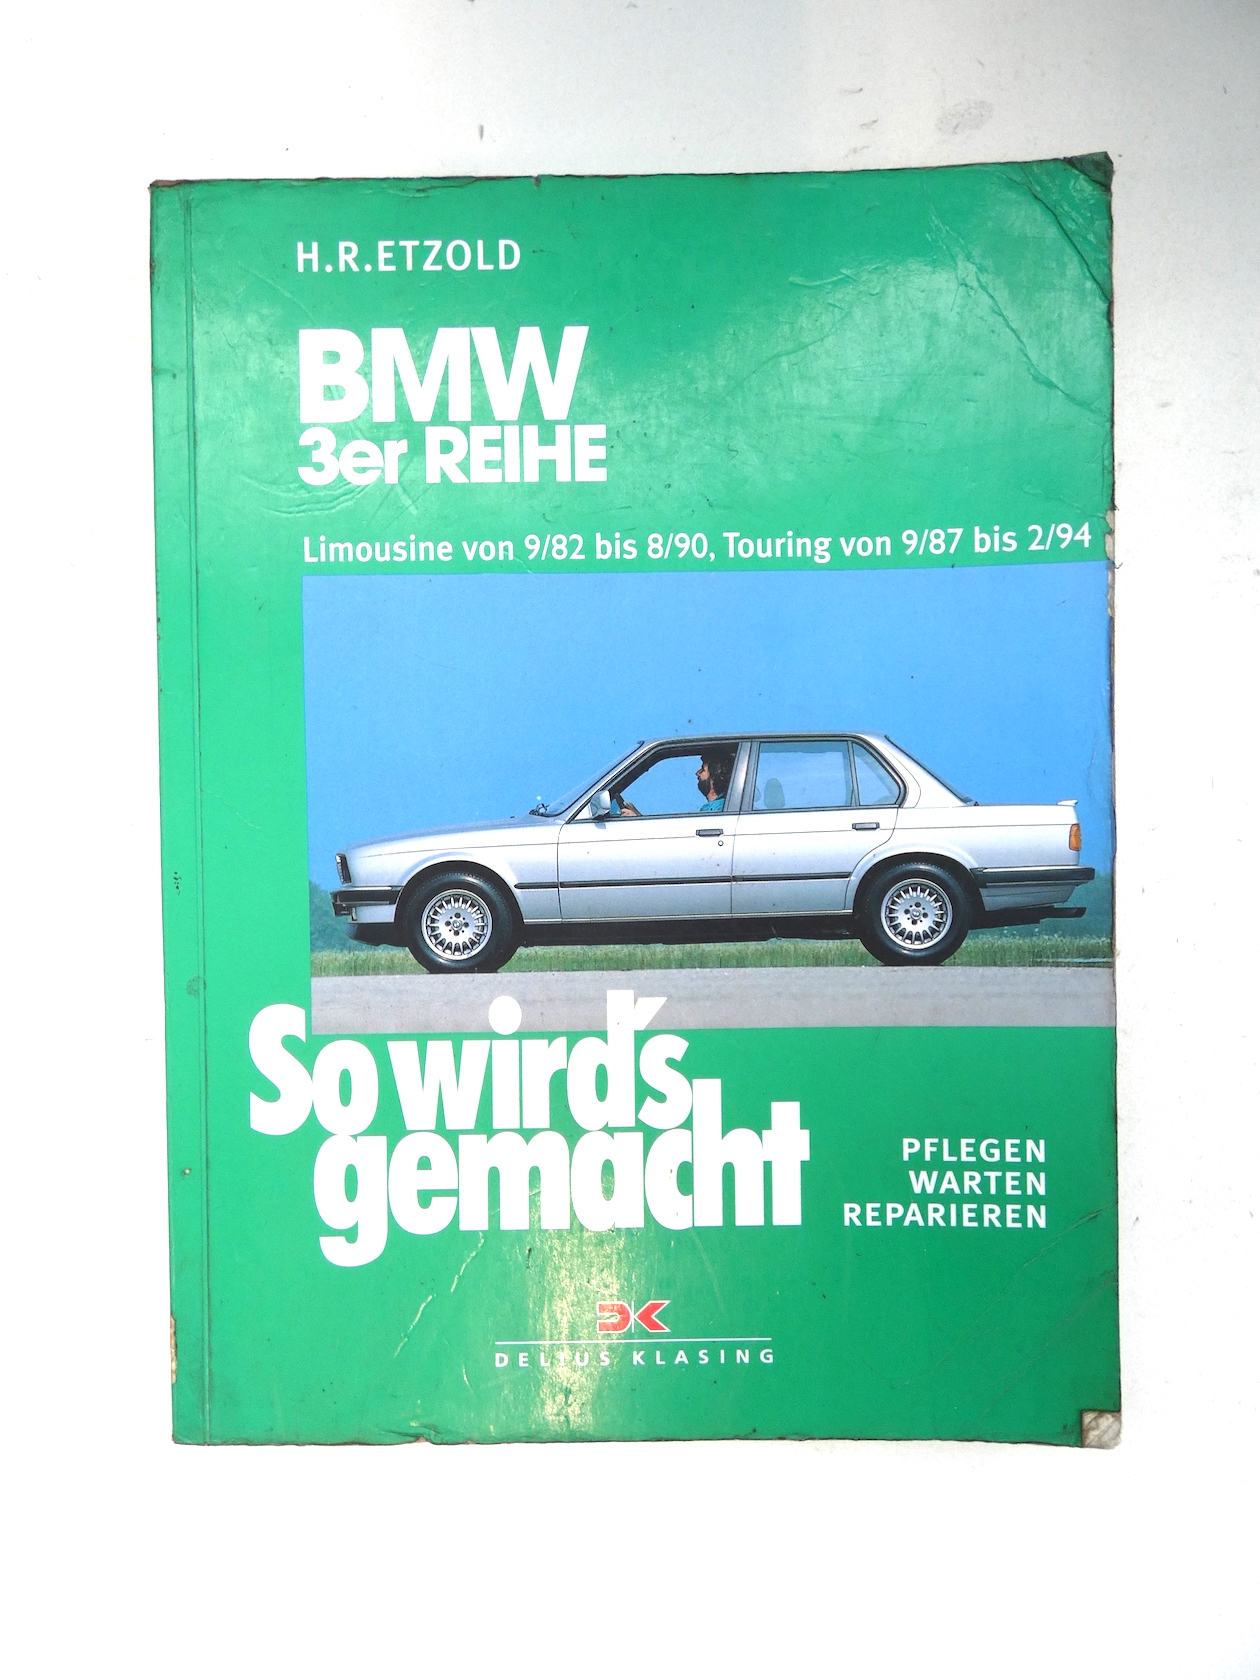 H.R.ETZOLD
BMW
3er REIHE
Limousine von 9/82 bis 8/90, Touring von 9/87 bis 2/94
So wird's
gemacht
PFLEGEN
WARTEN
REPARIEREN
DK
DELIUS KLASING